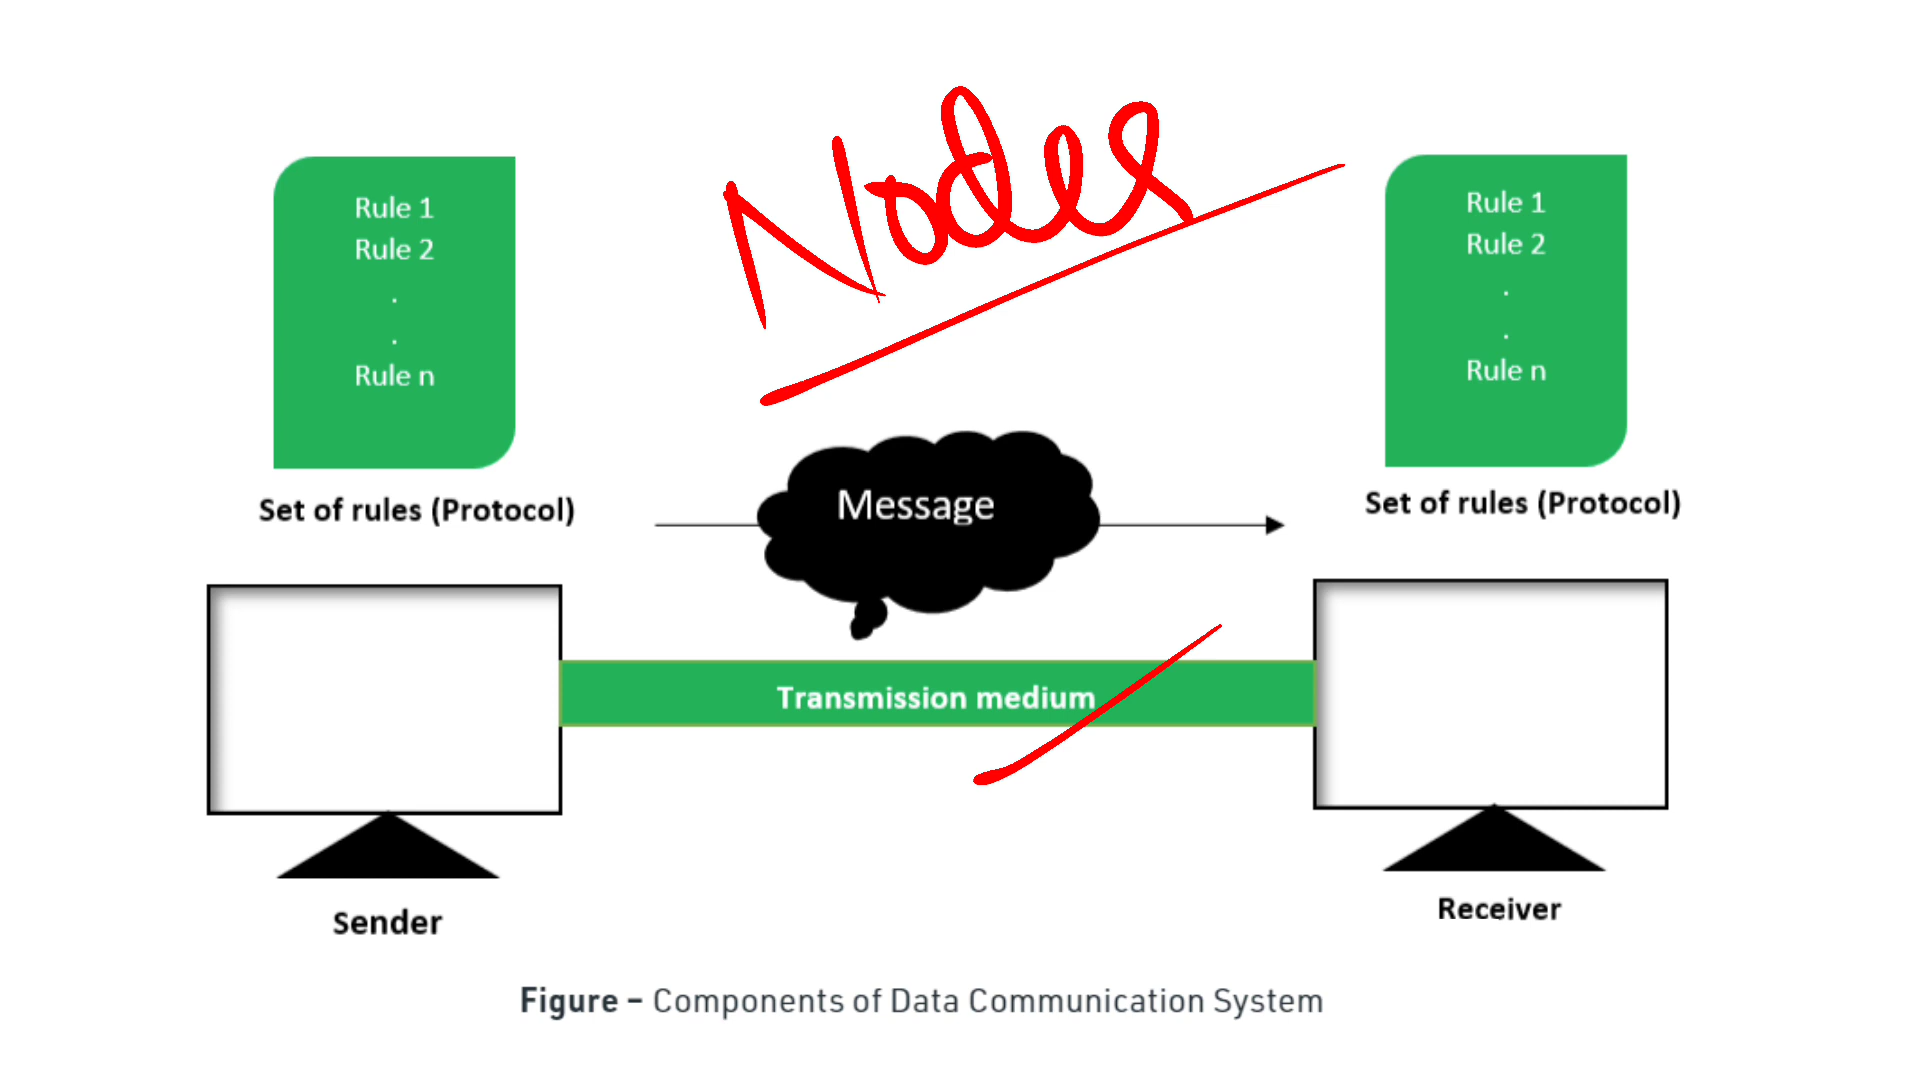 Nodes
Rule 1
Rule 2
.
.
Rule n
Set of rules (Protocol)
Rule 1
Rule 2
.
.
Rule n
Set of rules (Protocol)
Message
Transmission medium
Sender
Receiver
Figure – Components of Data Communication System